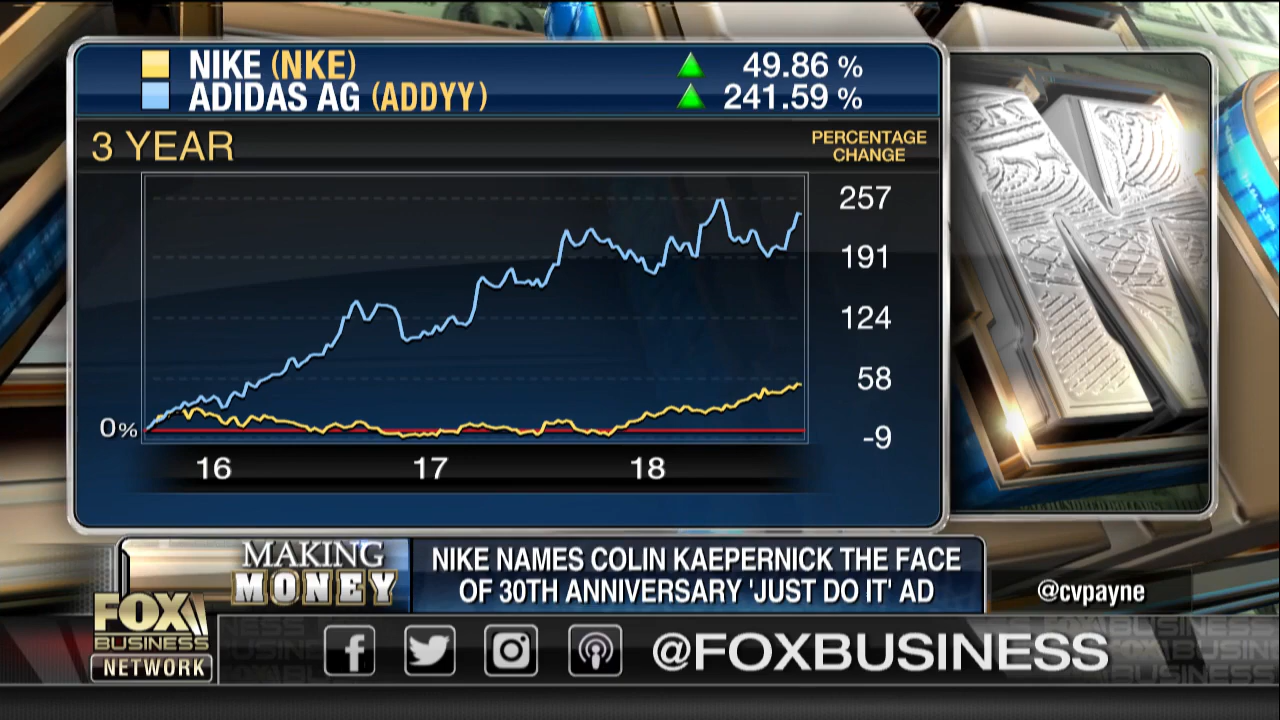 NIKE (NKE) 49.86 %
ADIDAS AG (ADDYY) 241.59 %
3 YEAR
PERCENTAGE
CHANGE
257
191
124
58
0%
-9
16 17 18
MAKING
MONEY
NIKE NAMES COLIN KAEPERNICK THE FACE
OF 30TH ANNIVERSARY 'JUST DO IT' AD
@cvpayne
FOX
BUSINESS
NETWORK
@FOXBUSINESS